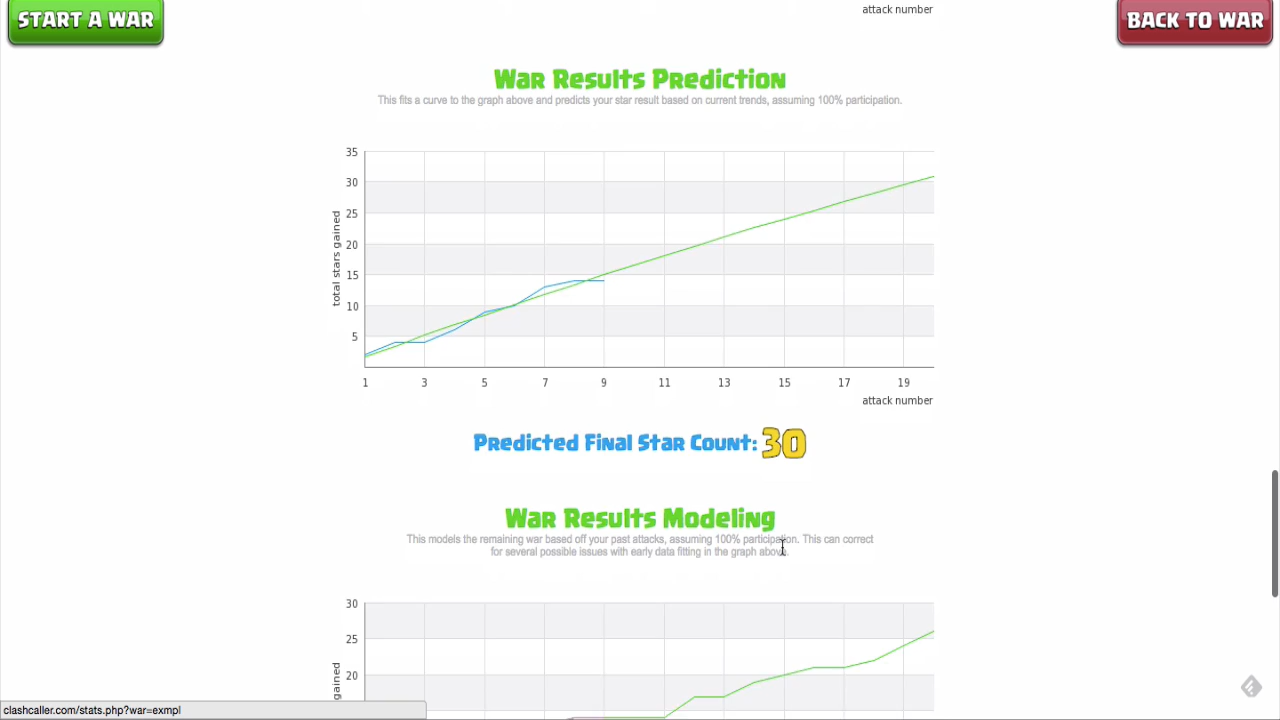 attack number
START A WAR
BACK TO WAR
War Results Prediction
This fits a curve to the graph above and predicts your star result based on current trends, assuming 100% participation.
35
30
25
20
15
10
5
total stars gained
1 3 5 7 9 11 13 15 17 19
attack number
Predicted Final Star Count: 30
War Results Modeling
This models the remaining war based off your past attacks, assuming 100% participation. This can correct
for several possible issues with early data fitting in the graph above.
30
25
20
gained
clashcaller.com/stats.php?war=exmpl